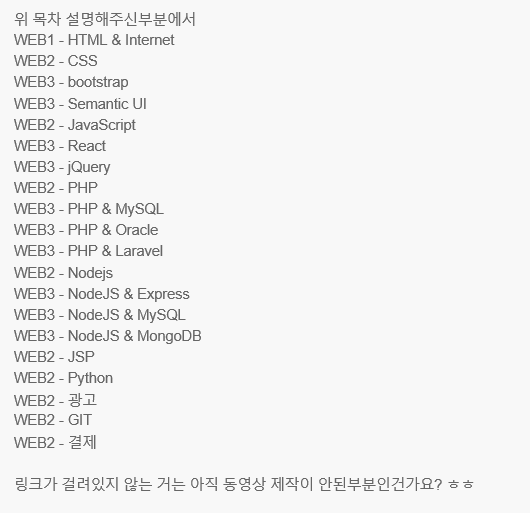 위 목차 설명해주신부분에서
WEB1 - HTML & Internet
WEB2 - CSS
WEB3 - bootstrap
WEB3 - Semantic UI
WEB2 - JavaScript
WEB3 - React
WEB3 - jQuery
WEB2 - PHP
WEB3 - PHP & MySQL
WEB3 - PHP & Oracle
WEB3 - PHP & Laravel
WEB2 - Nodejs
WEB3 - NodeJS & Express
WEB3 - NodeJS & MySQL
WEB3 - NodeJS & MongoDB
WEB2 - JSP
WEB2 - Python
WEB2 - 광고
WEB2 - GIT
WEB2 - 결제
링크가 걸려있지 않는 거는 아직 동영상 제작이 안된부분인건가요? ㅎㅎ